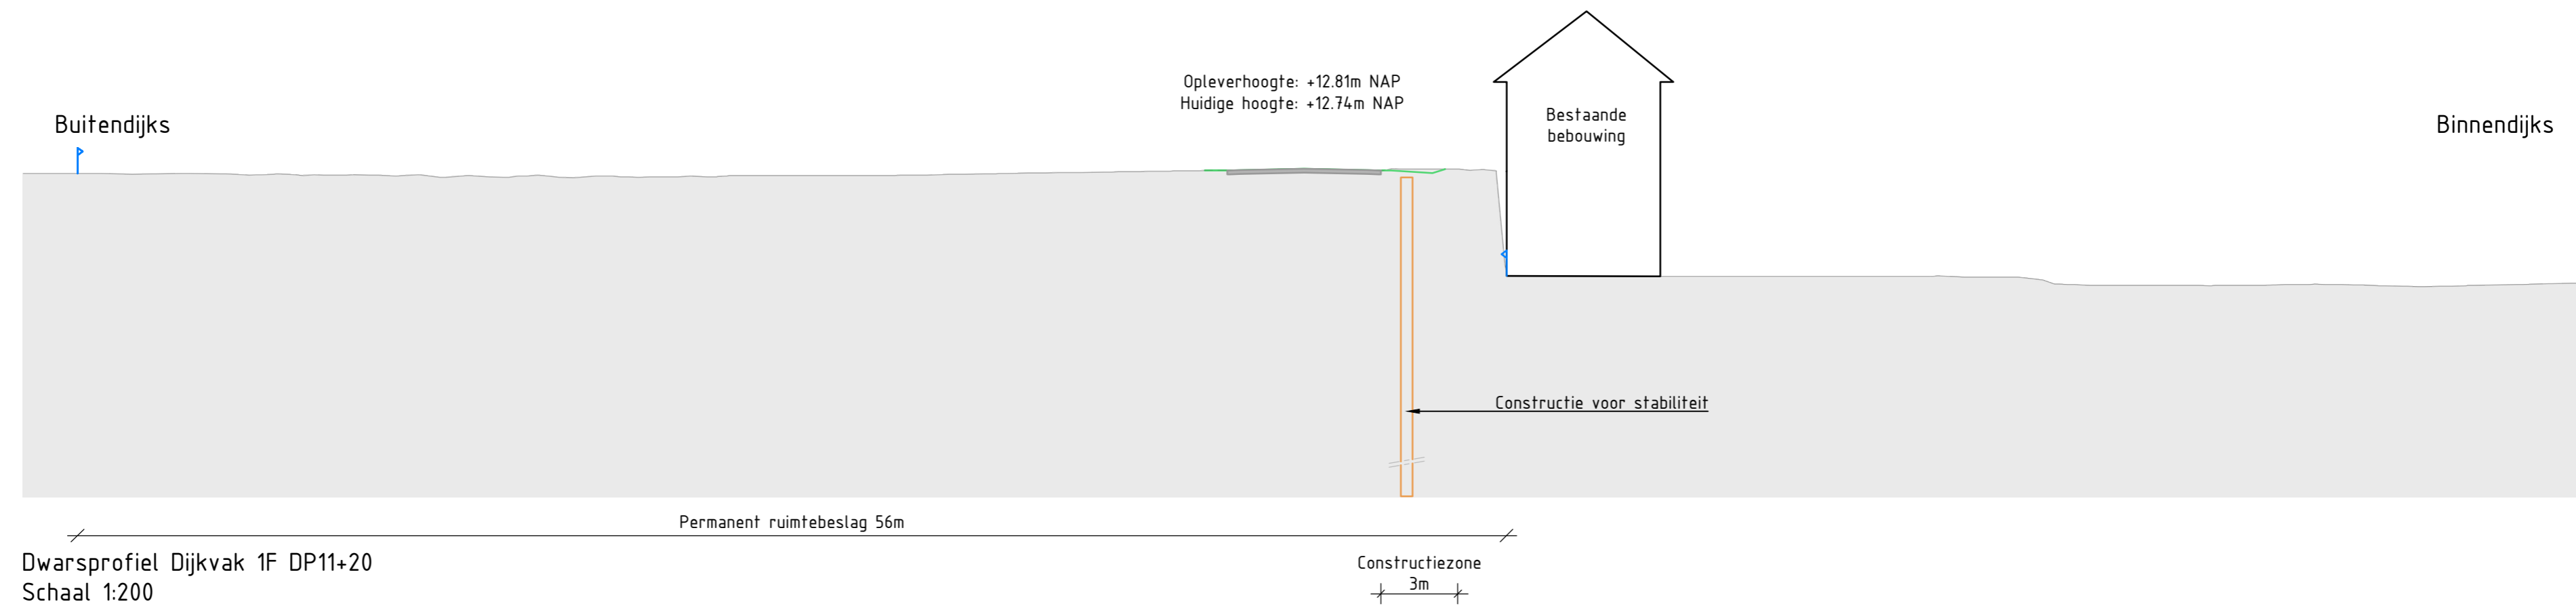 Opleverhoogte: +12.81m NAP
Huidige hoogte: +12.74m NAP
Buitendijks
Bestaande
bebouwing
Binnendijks
Constructie voor stabiliteit
Permanent ruimtebeslag 56m
Dwarsprofiel Dijkvak 1F DP11+20
Schaal 1:200
Constructiezone
3m